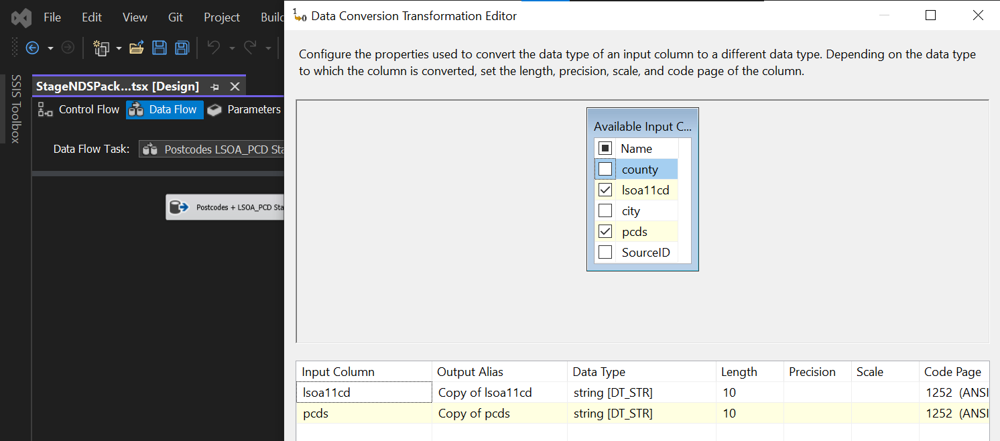 File Edit View Git Project Build
Data Conversion Transformation Editor
Configure the properties used to convert the data type of an input column to a different data type. Depending on the data type
to which the column is converted, set the length, precision, scale, and code page of the column.
SSIS Toolbox
StageNDSPack...tsx [Design]
Control Flow Data Flow Parameters
Data Flow Task: Postcodes LSOA_PCD Sta
Postcodes + LSOA_PCD Sta
Available Input C...
Name
county
lsoa11cd
city
pcds
SourceID
Input Column Output Alias Data Type Length Precision Scale Code Page
lsoa11cd Copy of lsoa11cd string [DT_STR] 10 1252 (ANSI
pcds Copy of pcds string [DT_STR] 10 1252 (ANSI